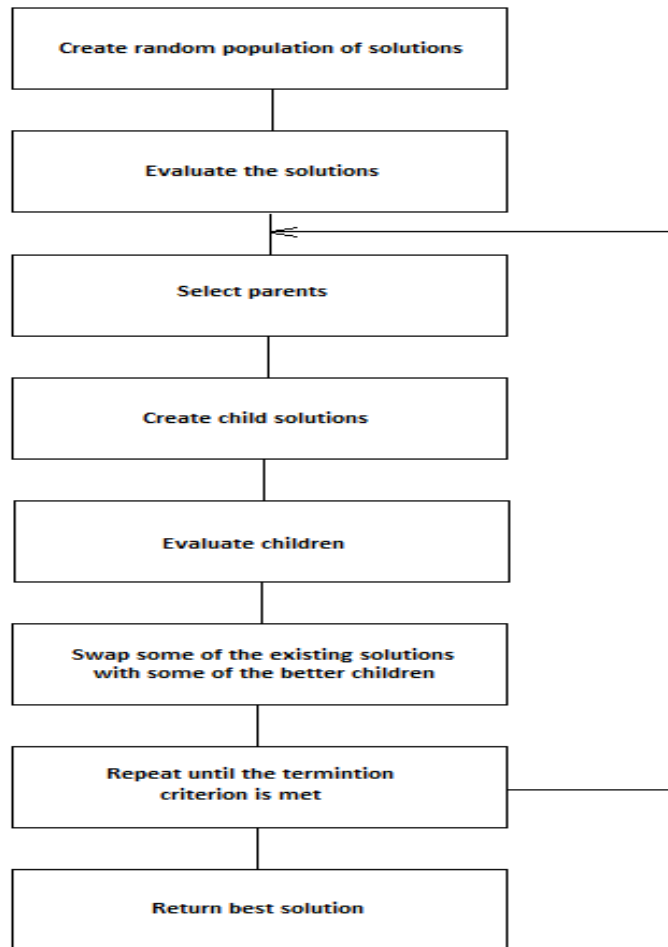 Create random population of solutions
Evaluate the solutions
Select parents
Create child solutions
Evaluate children
Swap some of the existing solutions
with some of the better children
Repeat until the termintion
criterion is met
Return best solution